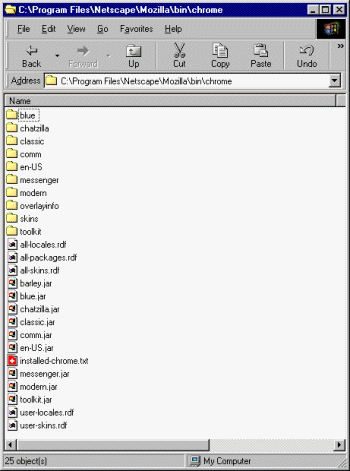 C:\Program Files\Netscape\Mozilla\bin\chrome
File Edit View Go Favorites Help
Back Forward Up Cut Copy Paste Undo »
Address C:\Program Files\Netscape\Mozilla\bin\chrome
Name
blue
chatzilla
classic
comm
en-US
messenger
modern
overlayinfo
skins
toolkit
all-locales.rdf
all-packages.rdf
all-skins.rdf
barley.jar
blue.jar
chatzilla.jar
classic.jar
comm.jar
en-US.jar
installed-chrome.txt
messenger.jar
modern.jar
toolkit.jar
user-locales.rdf
user-skins.rdf
25 object(s) My Computer